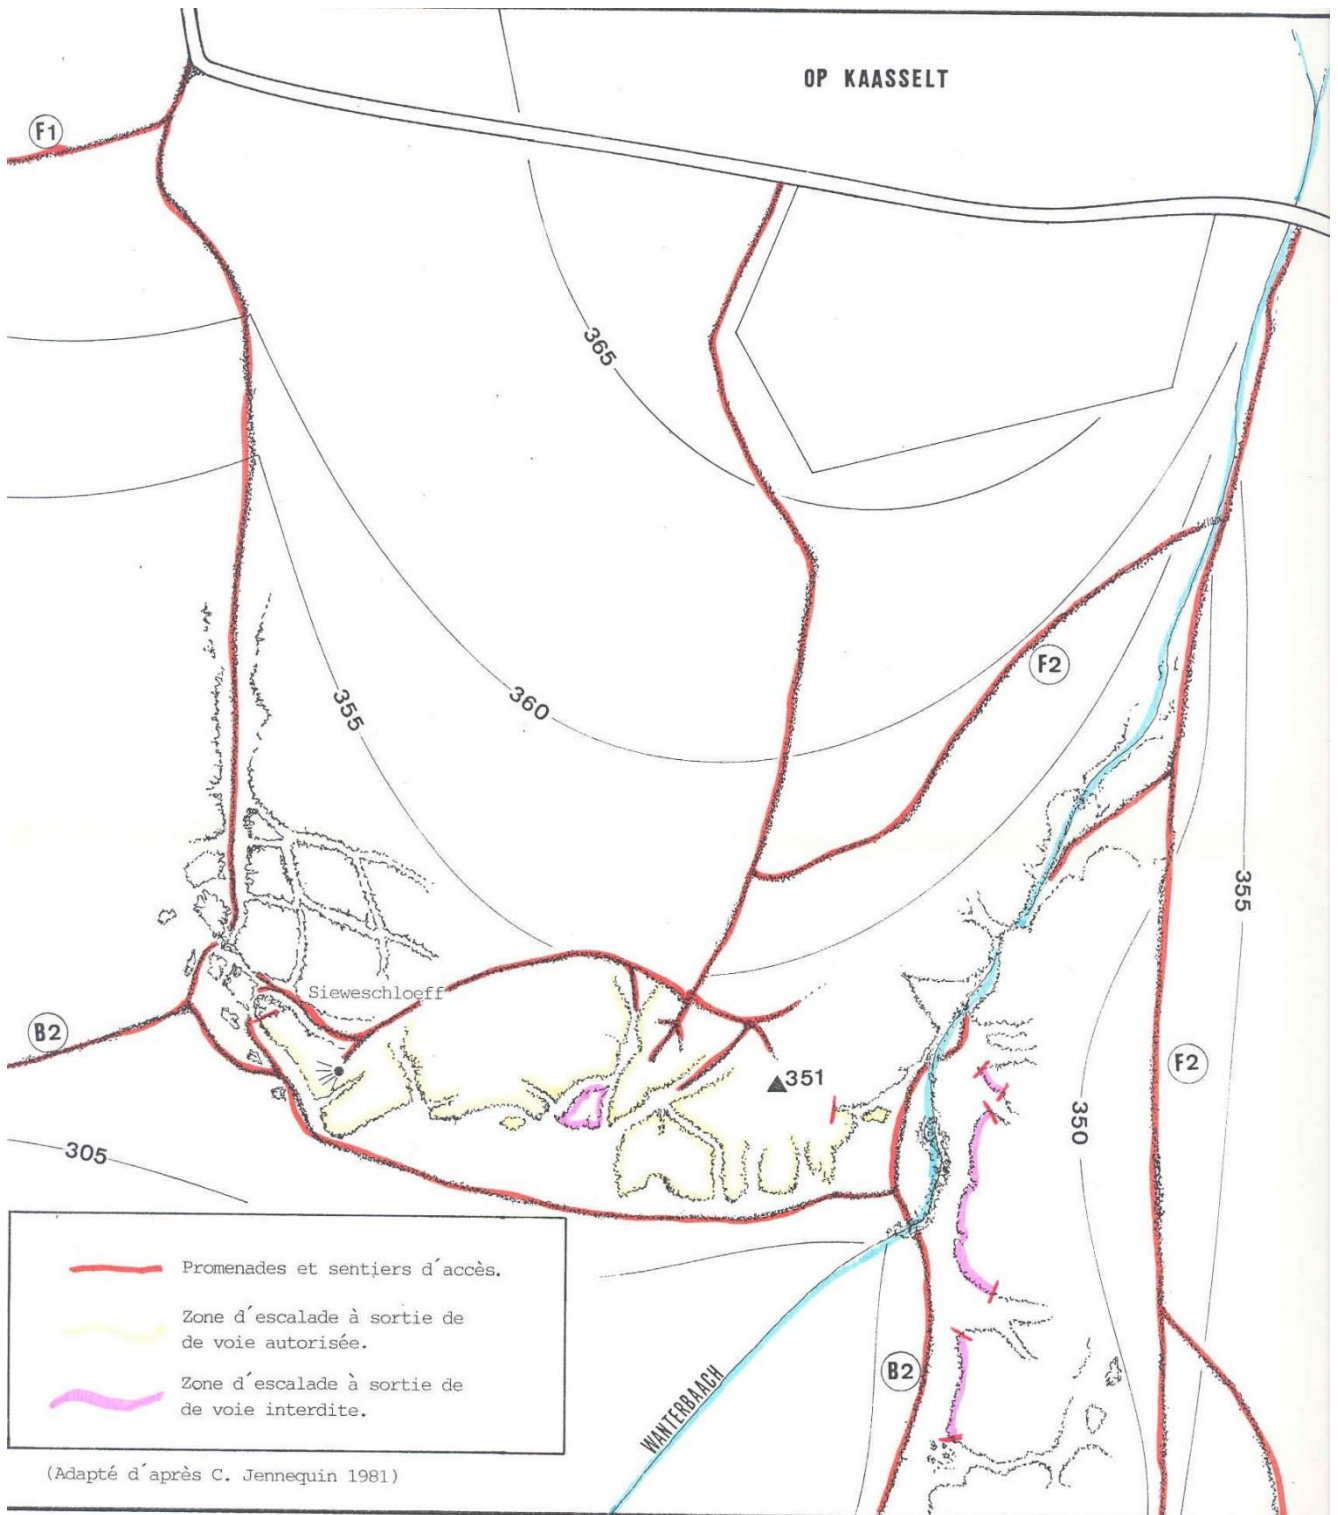 OP KAASSELT
F1
365
F2
360
355
355
Sieweschloeff
B2
351
F2
350
305
Promenades et sentiers d'accès.
Zone d'escalade à sortie de
de voie autorisée.
Zone d'escalade à sortie de
de voie interdite.
B2
WANTERBAACH
(Adapté d'après C. Jennequin 1981)